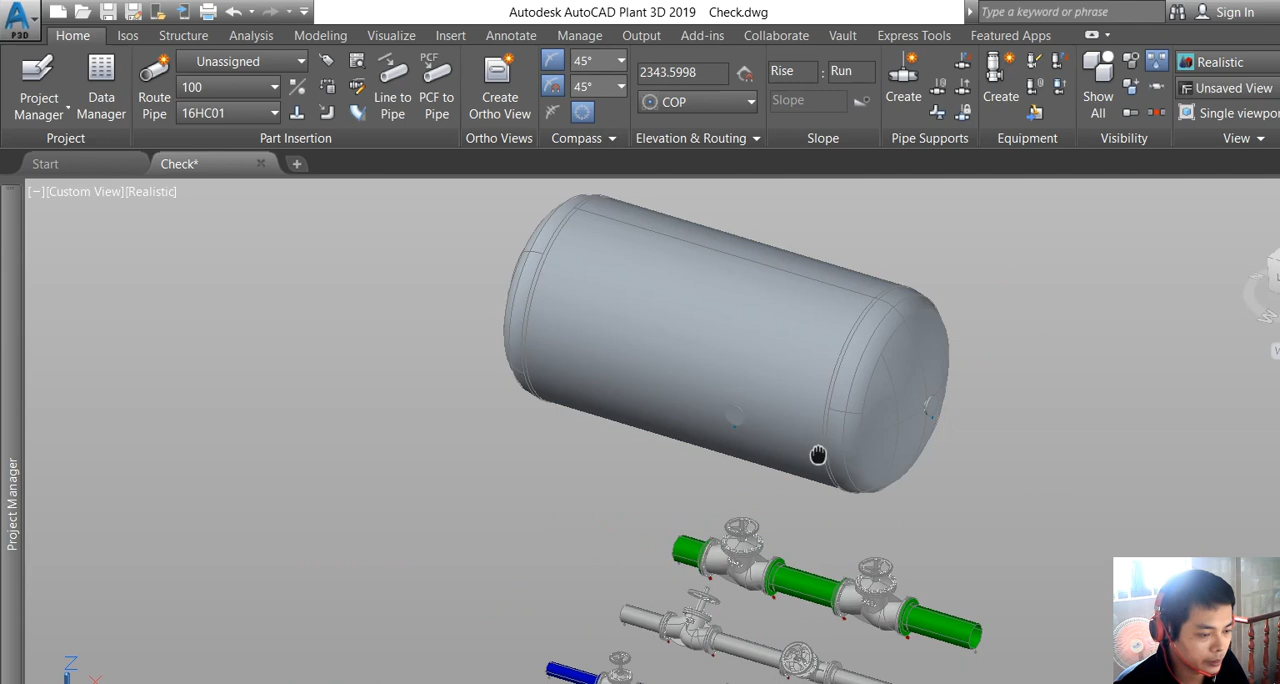 Autodesk AutoCAD Plant 3D 2019 Check.dwg
Type a keyword or phrase
Sign In
P3D
Home Isos Structure Analysis Modeling Visualize Insert Annotate Manage Output Add-ins Collaborate Vault Express Tools Featured Apps
Project Manager
Data Manager
Project
Route Pipe
Unassigned
100
16HC01
Line to Pipe
PCF
PCF to Pipe
Part Insertion
Create Ortho View
Ortho Views
45°
45°
Compass
2343.5998
COP
Elevation & Routing
Rise : Run
Slope
Slope
Create
Pipe Supports
Create
Equipment
Show All
Visibility
Realistic
Unsaved View
Single viewpor
View
Start
Check*
[−][Custom View][Realistic]
Project Manager
W
Z